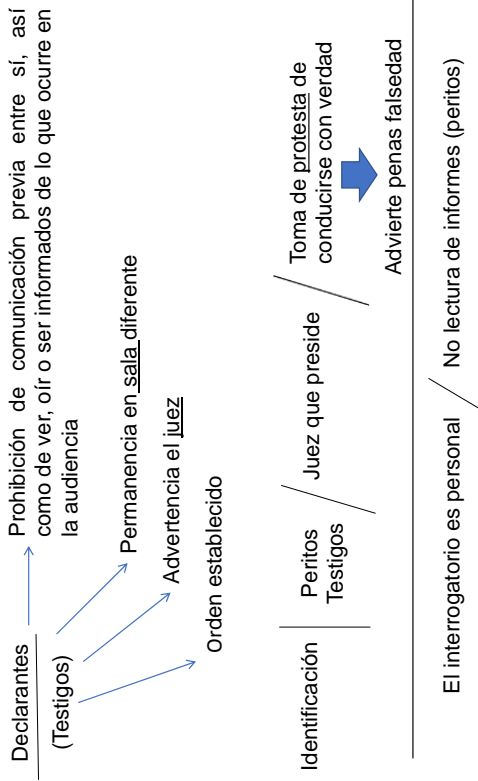 Declarantes
(Testigos)
Prohibición de comunicación previa entre sí, así
como de ver, oír o ser informados de lo que ocurre en
la audiencia
Permanencia en sala diferente
Advertencia el juez
Orden establecido
Identificación
Peritos
Testigos
Juez que preside
Toma de protesta de
conducirse con verdad
Advierte penas falsedad
El interrogatorio es personal
No lectura de informes (peritos)